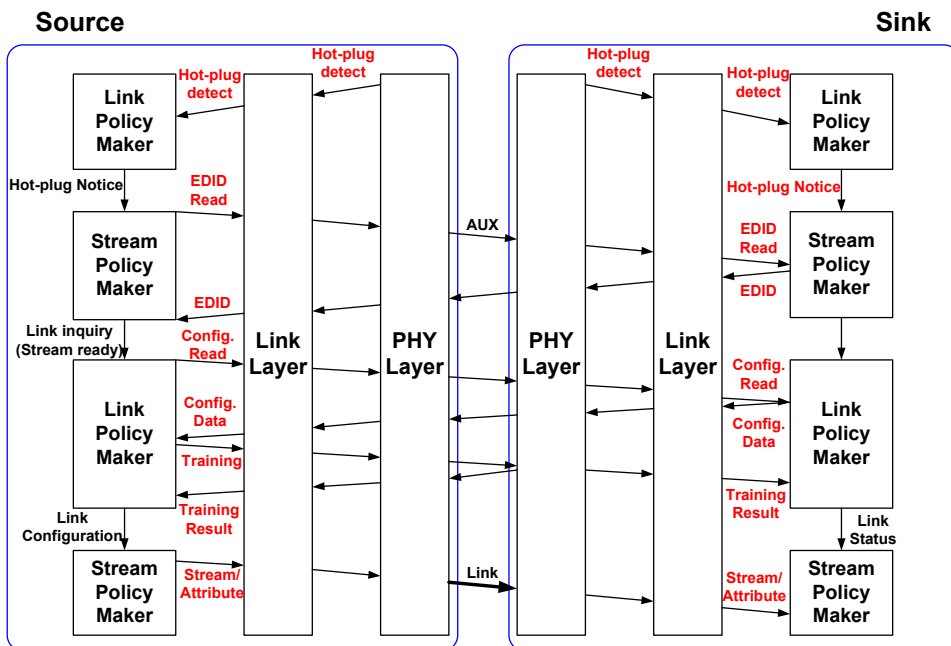 Source
Sink
Hot-plug
detect
Hot-plug
detect
Hot-plug
detect
Hot-plug
detect
Link
Policy
Maker
Link
Policy
Maker
Hot-plug Notice
EDID
Read
Hot-plug Notice
Stream
Policy
Maker
AUX
EDID
Read
EDID
Stream
Policy
Maker
EDID
Link inquiry
(Stream ready)
Config.
Read
Link
Layer
PHY
Layer
PHY
Layer
Link
Layer
Config.
Read
Link
Policy
Maker
Config.
Data
Training
Training
Result
Config.
Data
Training
Result
Link
Policy
Maker
Link
Configuration
Link
Status
Stream
Policy
Maker
Stream/
Attribute
Link
Stream/
Attribute
Stream
Policy
Maker